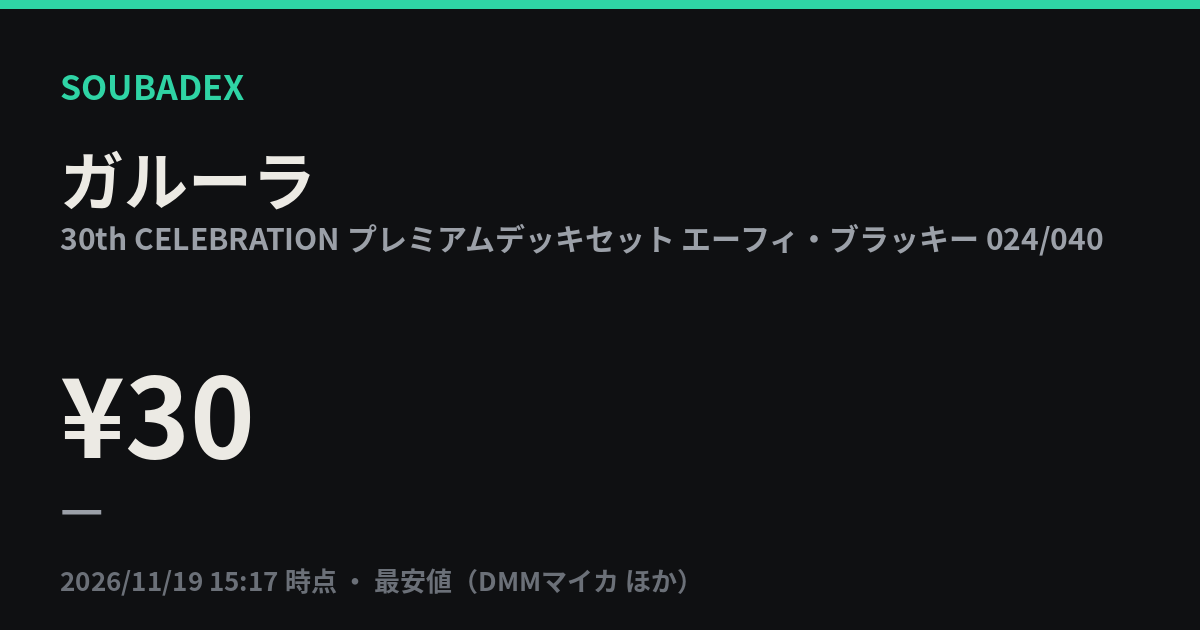 SOUBADEX
ガルーラ
30th CELEBRATION プレミアムデッキセット エーフィ・ブラッキー 024/040
¥30
—
2026/11/19 15:17 時点 ・ 最安値（DMMマイカ ほか）